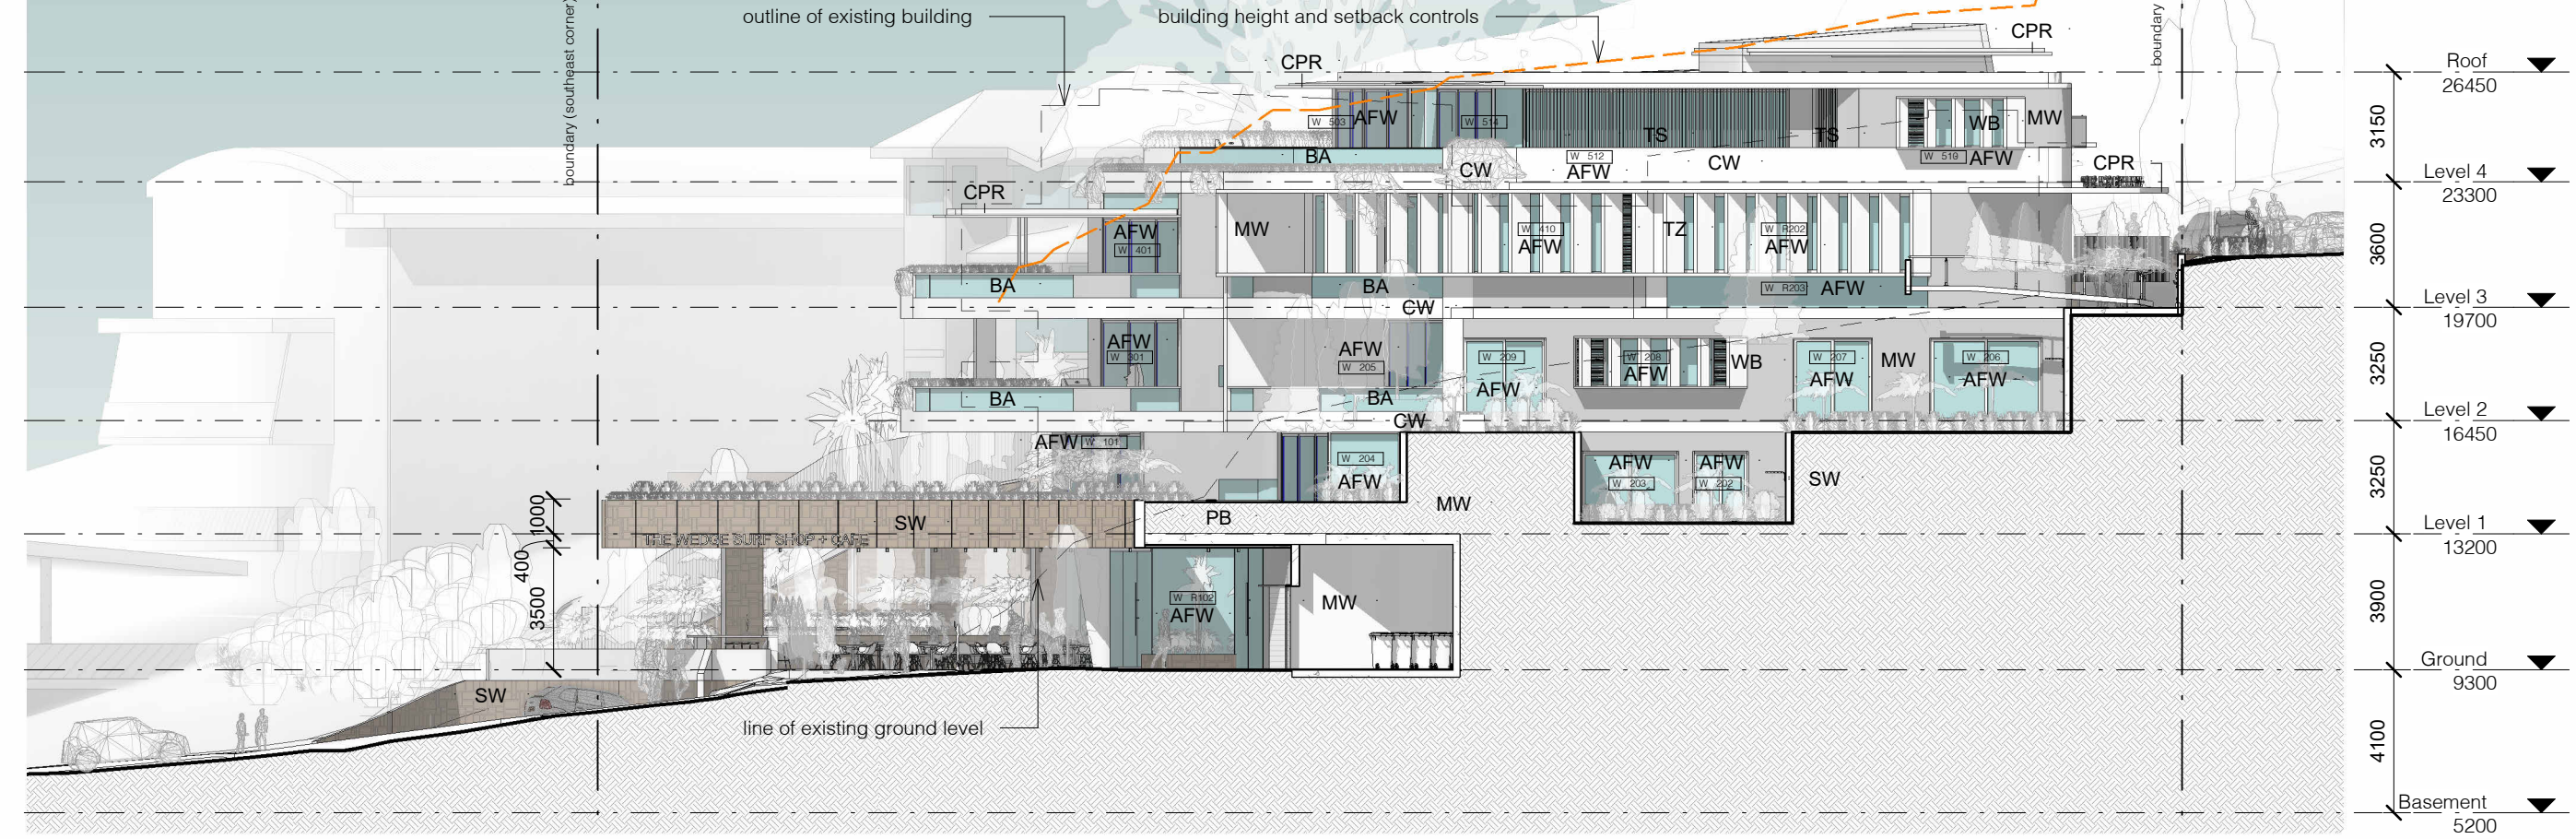 outline of existing building
building height and setback controls
boundary (southeast corner)
boundary
CPR
CPR
Roof
26450
W 503
AFW
W 514
TS
TS
WB
MW
3150
BA
CW
W 512
AFW
CW
W 510
AFW
CPR
Level 4
23300
CPR
AFW
W 401
MW
W 410
AFW
TZ
W R202
AFW
3600
BA
BA
W R203
AFW
CW
Level 3
19700
AFW
W 301
AFW
W 205
W 209
AFW
W 208
AFW
WB
W 207
AFW
MW
W 206
AFW
3250
BA
BA
CW
Level 2
16450
AFW
W 101
W 204
AFW
AFW
W 203
AFW
W 202
SW
3250
1000
SW
PB
MW
THE WEDGE SURF SHOP + CAFE
Level 1
13200
400
3500
W R102
AFW
MW
3900
Ground
9300
SW
line of existing ground level
4100
Basement
5200